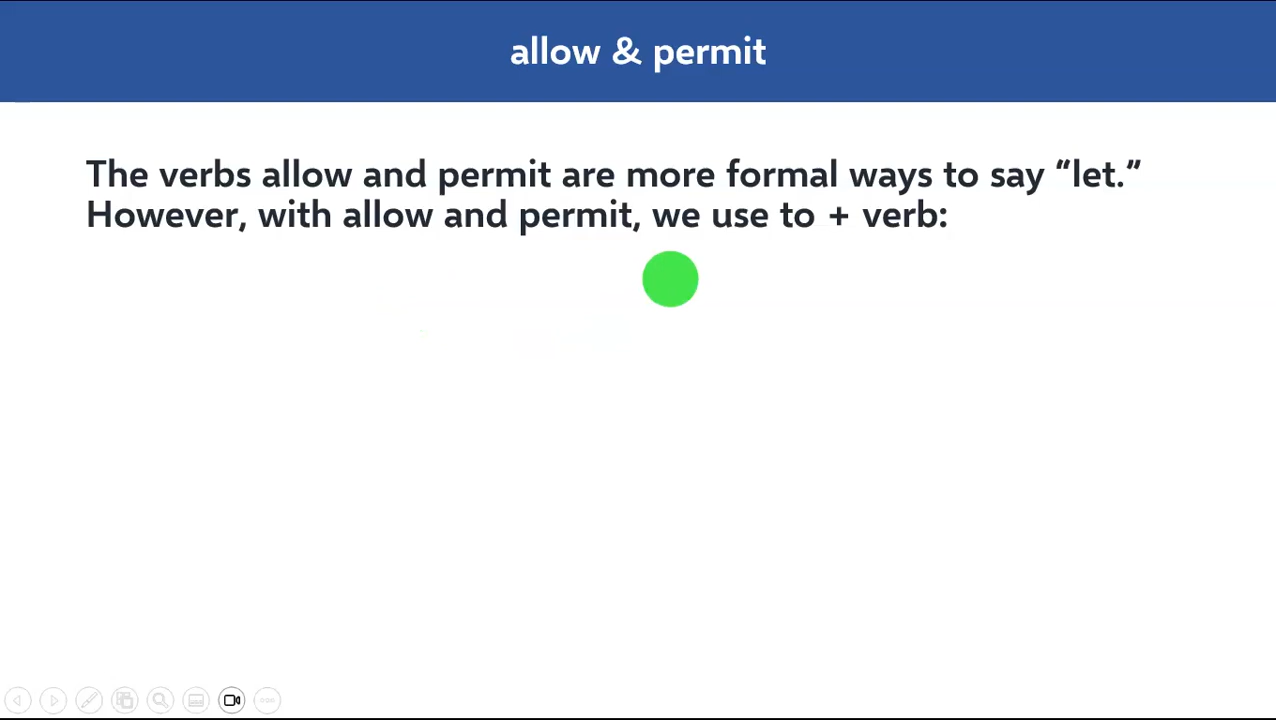 allow & permit
The verbs allow and permit are more formal ways to say “let.”
However, with allow and permit, we use to + verb: